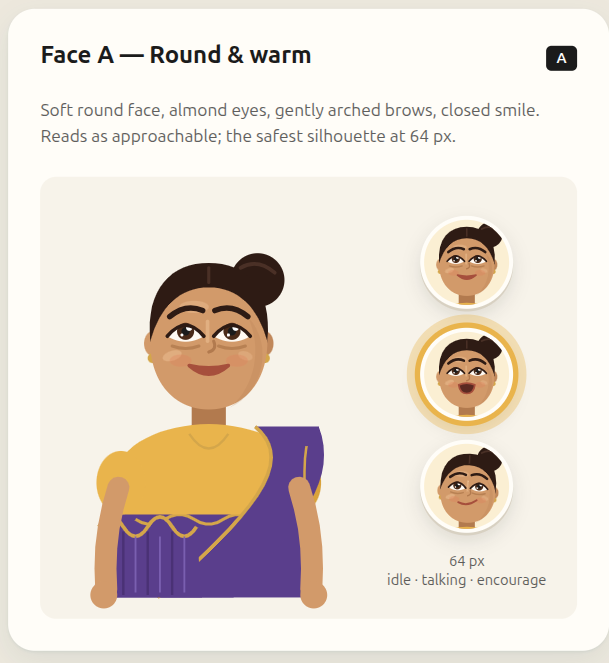 Face A — Round & warm
A
Soft round face, almond eyes, gently arched brows, closed smile.
Reads as approachable; the safest silhouette at 64 px.
64 px
idle · talking · encourage